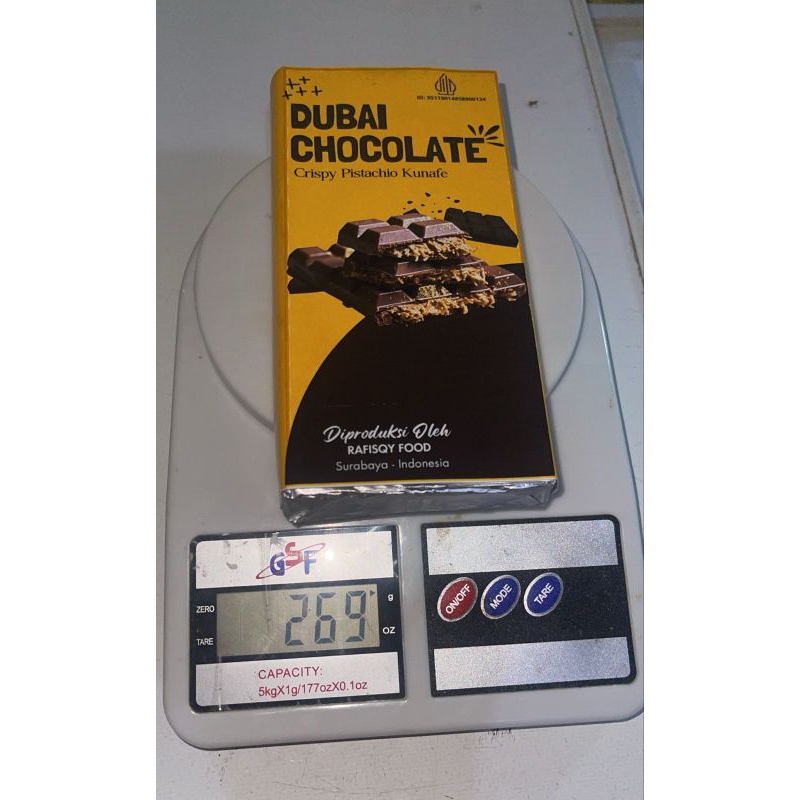 DUBAI
CHOCOLATE
Crispy Pistachio Kunafe
Diproduksi Oleh
RAFISQY FOOD
Surabaya - Indonesia
GSF
ZERO
TARE
269
g
OZ
CAPACITY:
5kgX1g/177ozX0.1oz
ON/OFF
MODE
TARE